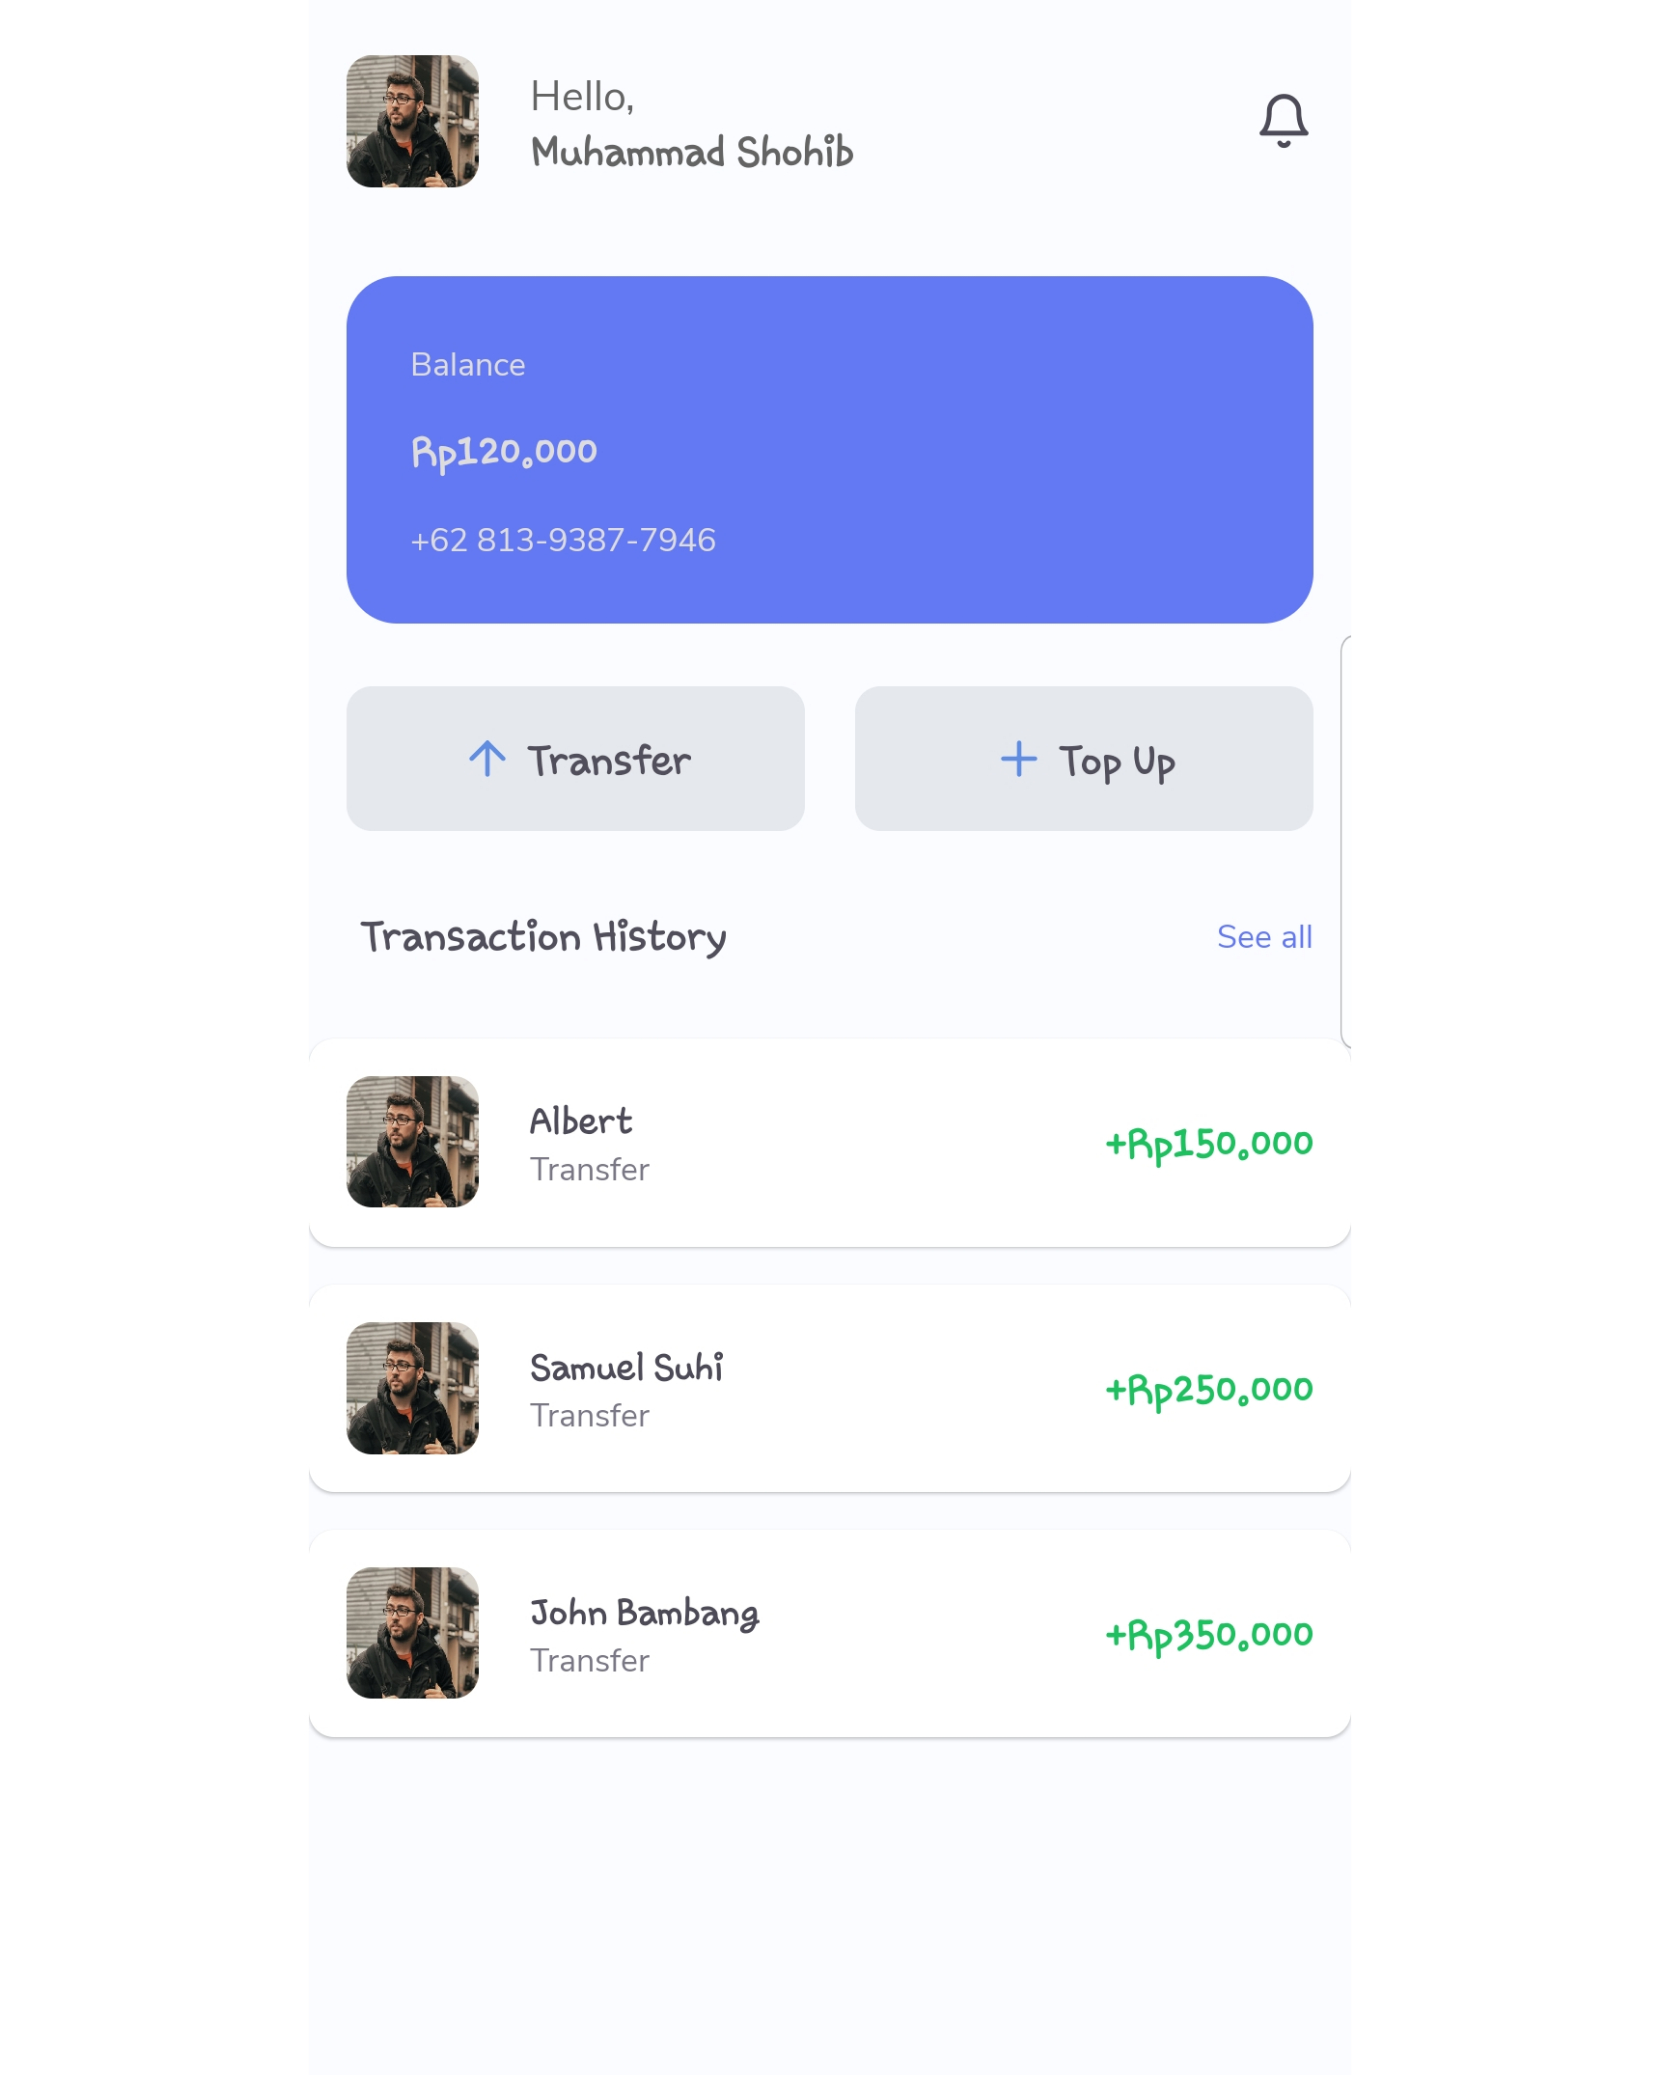 Hello,
Muhammad Shohib
Balance
Rp120.000
+62 813-9387-7946
Transfer
Top Up
Transaction History
See all
Albert
Transfer
+Rp150.000
Samuel Suhi
Transfer
+Rp250.000
John Bambang
Transfer
+Rp350.000